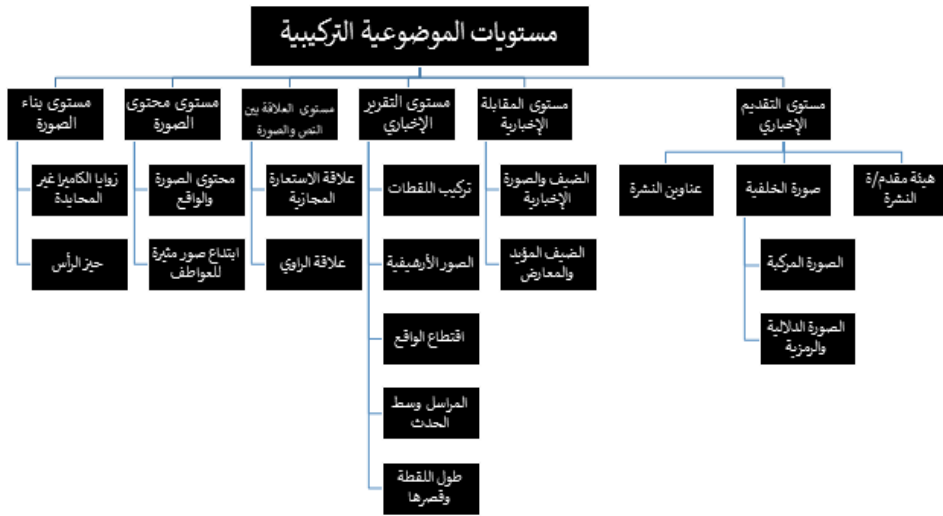 مستويات الموضوعية التركيبية
مستوى التقديم
الإخباري
هيئة مقدم/ة
النشرة
صورة الخلفية
الصورة المركبة
الصورة الدلالية
والرمزية
عناوين النشرة
مستوى المقابلة
الإخبارية
الضيف والصورة
الإخبارية
الضيف المؤيد
والمعارض
مستوى التقرير
الإخباري
تركيب اللقطات
الصور الأرشيفية
اقتطاع الواقع
المراسل وسط
الحدث
طول اللقطة
وقصرها
مستوى العلاقة بين
النص والصورة
علاقة الاستعارة
المجازية
علاقة الراوي
مستوى محتوى
الصورة
محتوى الصورة
والواقع
ابتداع صور مثيرة
للعواطف
مستوى بناء
الصورة
زوايا الكاميرا غير
المحايدة
حيز الرأس